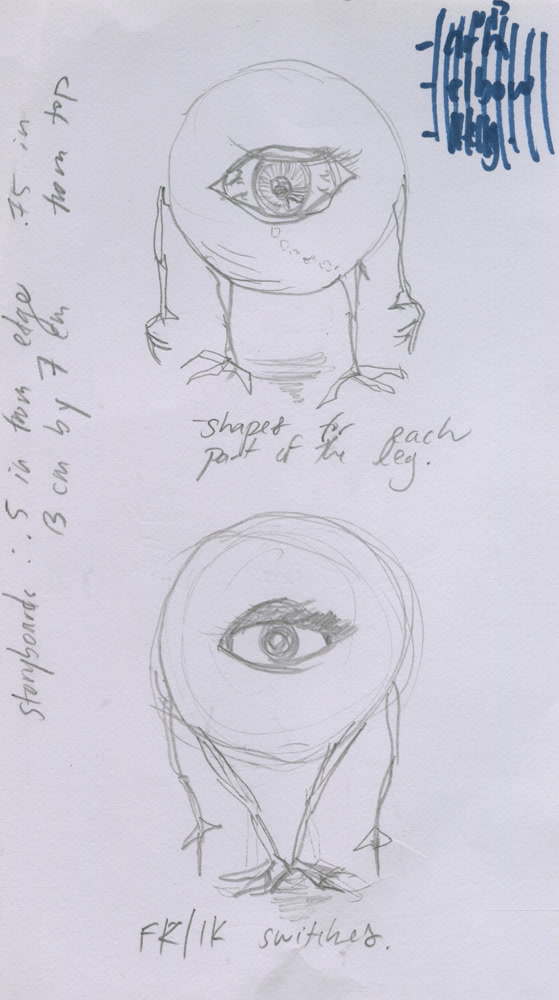 Storyboards: .5 in from edge .75 in
13 cm by 7 cm from top
elbow
shapes for each
part of the leg.
FK/IK switches.